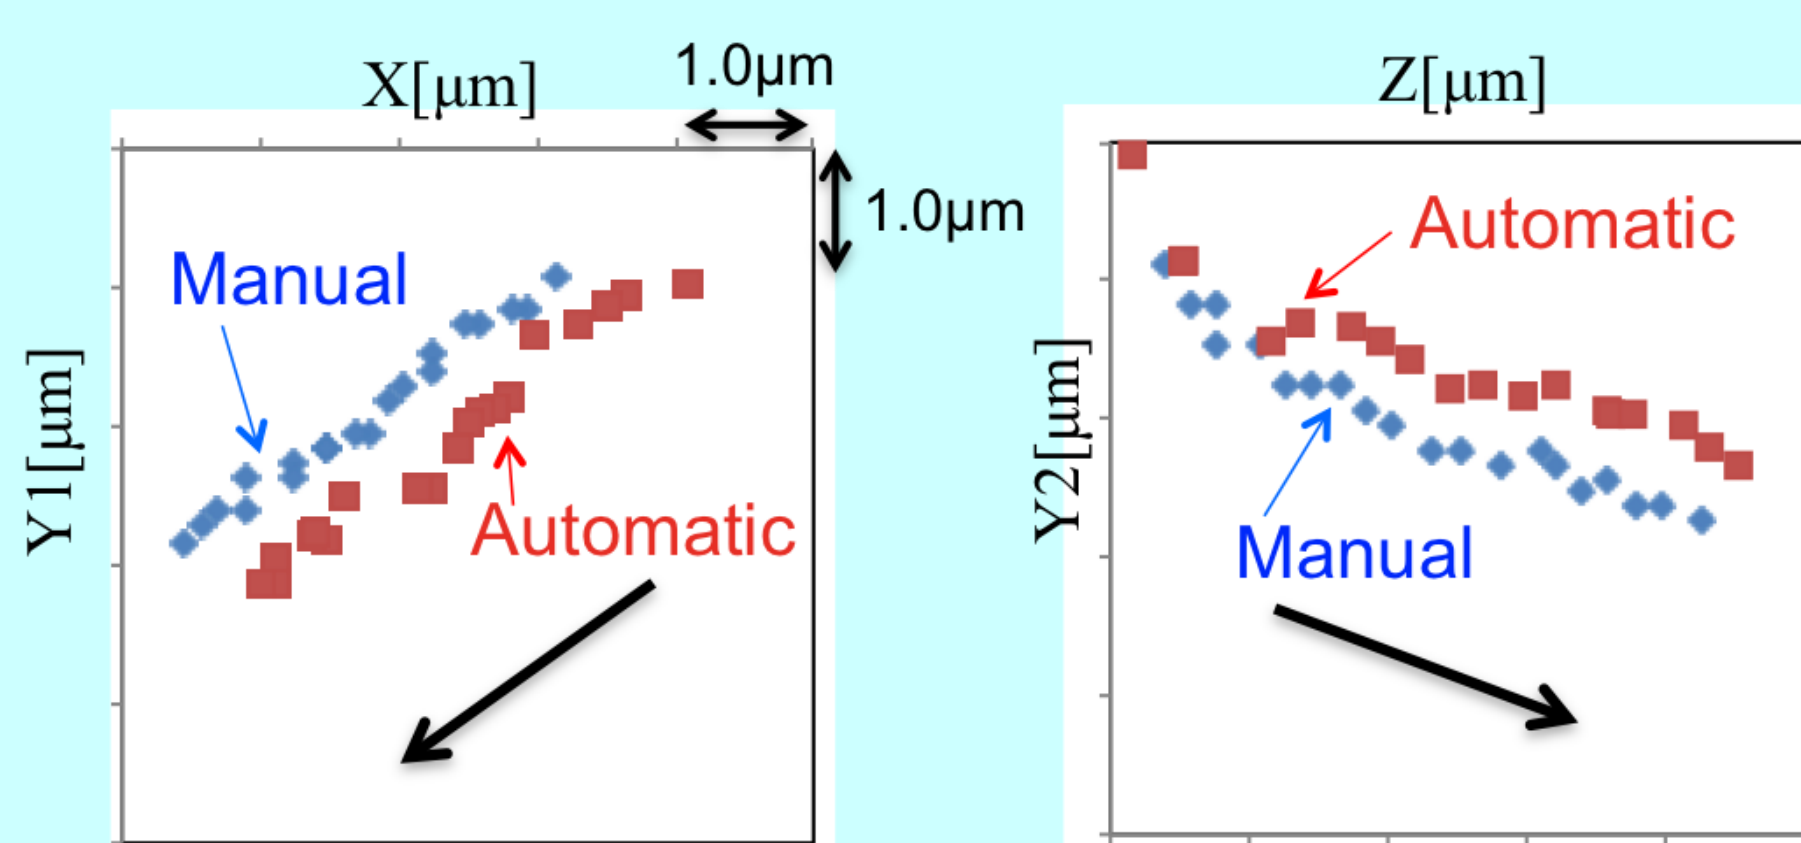 X[μm]
1.0μm
1.0μm
Manual
Automatic
Y1[μm]
Z[μm]
Automatic
Manual
Y2[μm]